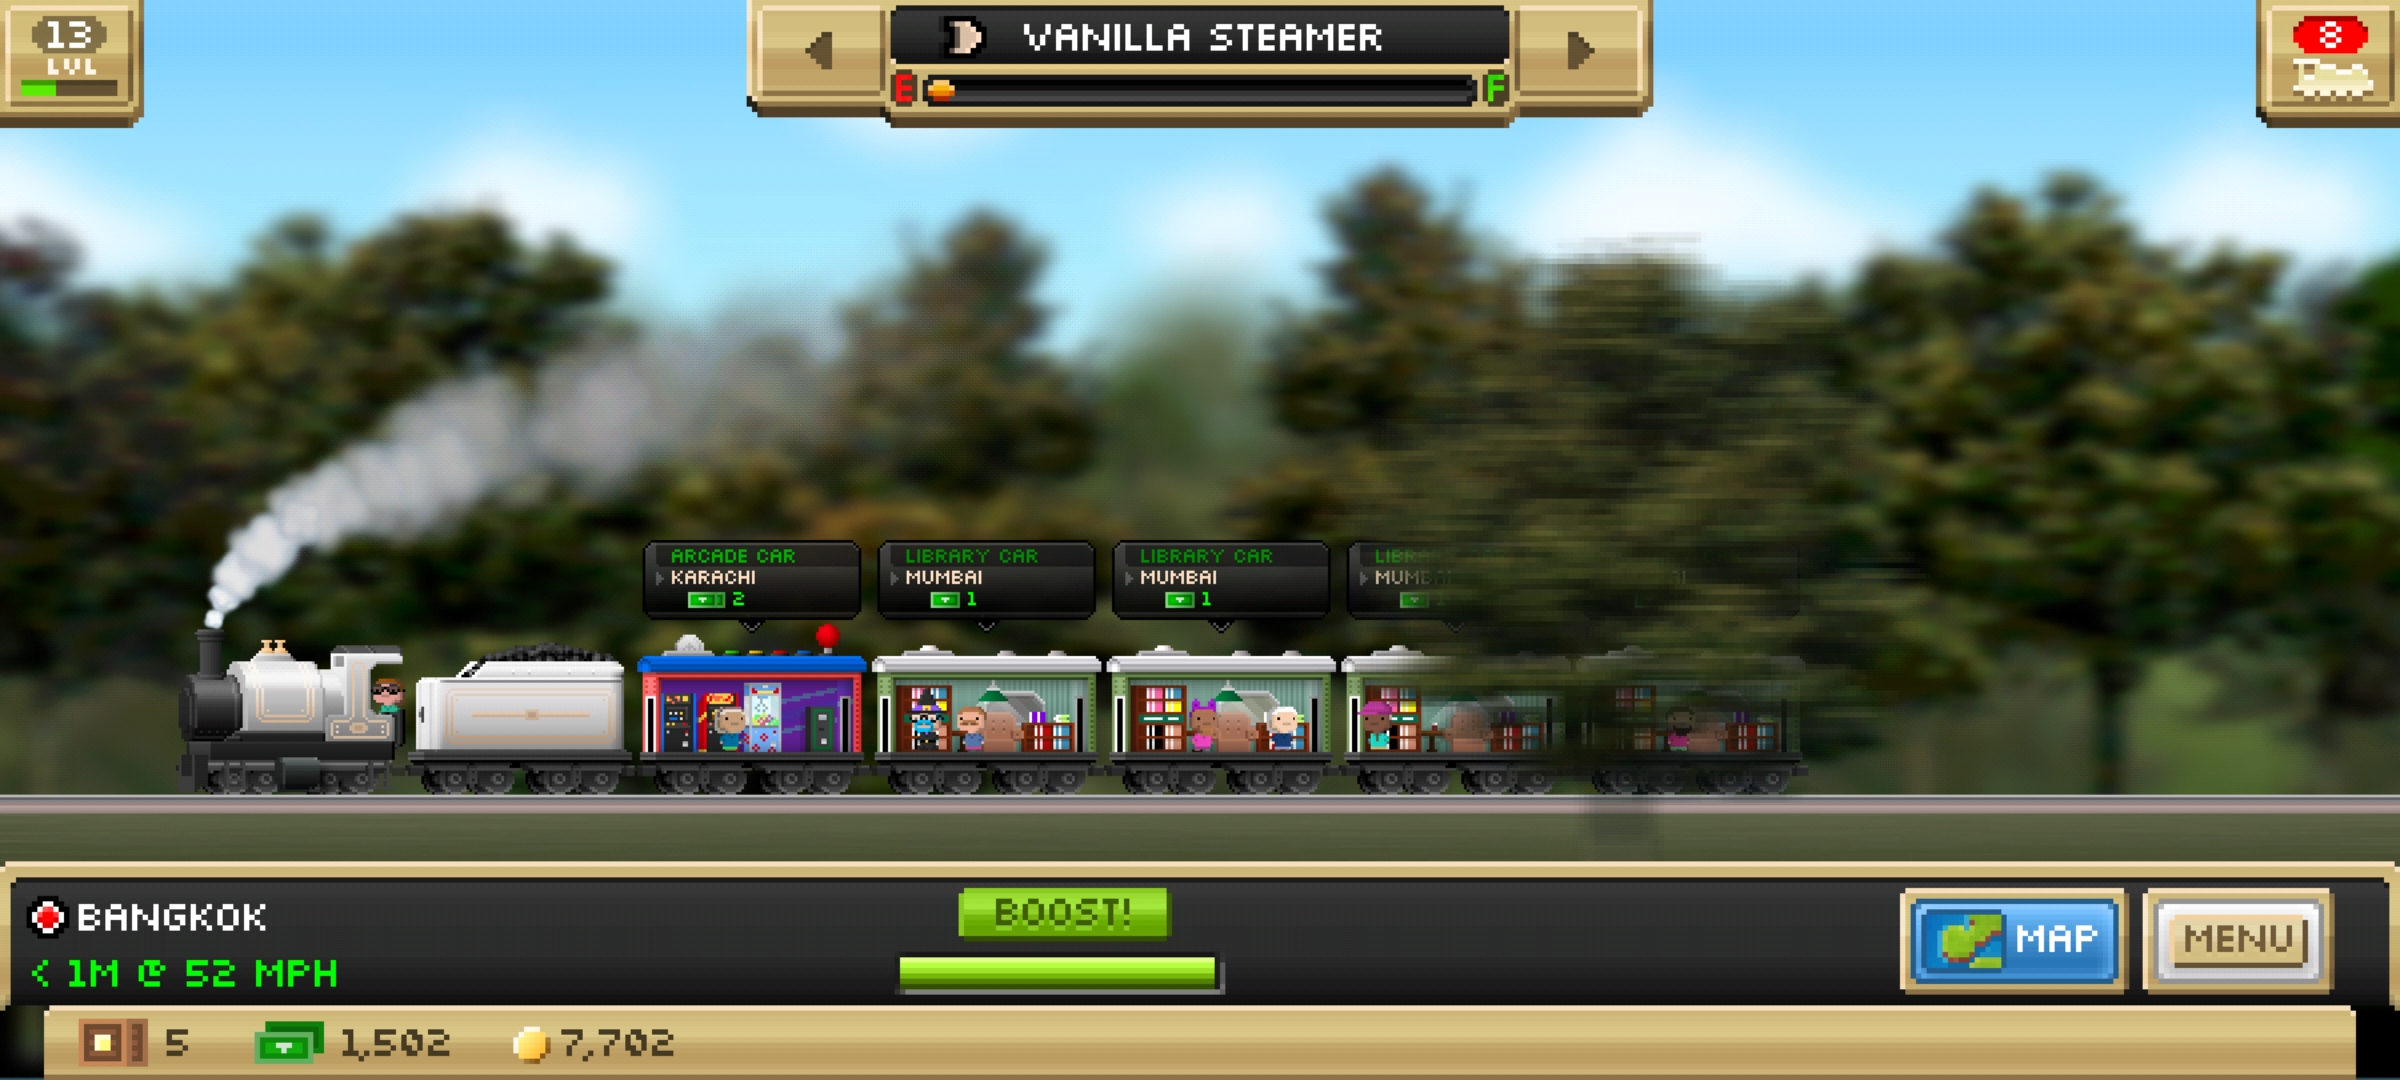 13
LVL
VANILLA STEAMER
E
F
8
ARCADE CAR
KARACHI
2
LIBRARY CAR
MUMBAI
1
LIBRARY CAR
MUMBAI
1
BANGKOK
< 1M @ 52 MPH
BOOST!
MAP
MENU
5
1,502
7,702